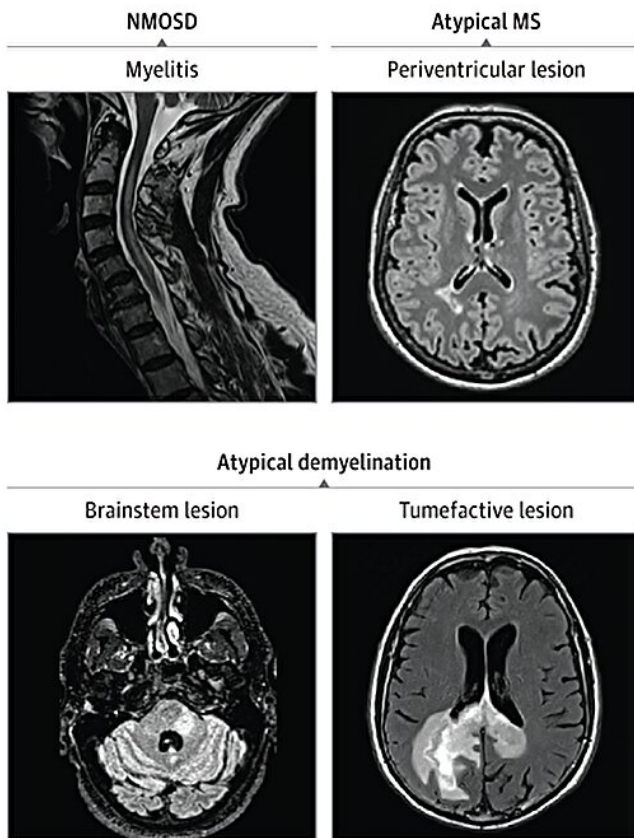 NMOSD
Atypical MS
Myelitis
Periventricular lesion
Atypical demyelination
Brainstem lesion
Tumefactive lesion